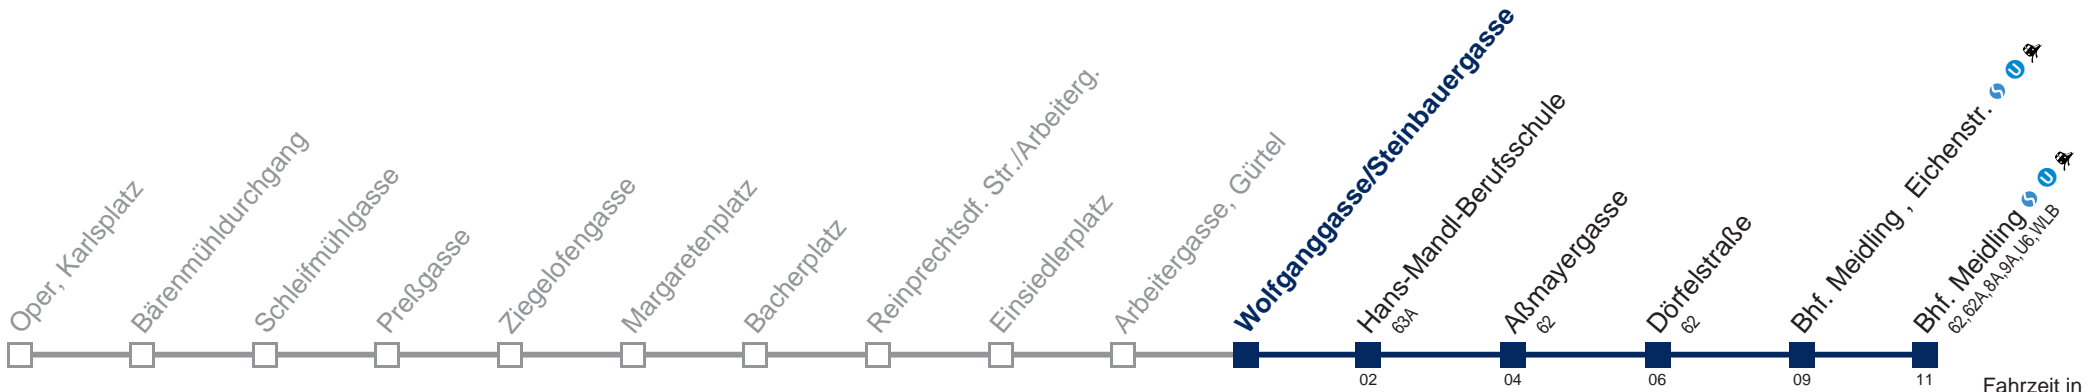 Oper, Karlsplatz
Bärenmühldurchgang
Schleifmühlgasse
Preßgasse
Ziegelofengasse
Margaretenplatz
Bacherplatz
Reinprechtsdf. Str./Arbeiterg.
Einsiedlerplatz
Arbeitergasse, Gürtel
Wolfganggasse/Steinbauergasse
Hans-Mandl-Berufsschule
63A
Aßmayergasse
62
Dörfelstraße
62
Bhf. Meidling , Eichenstr. S U
Bhf. Meidling S U
62, 62A, 8A, 9A, U6, WLB
02 04 06 09 11
Fahrzeit in